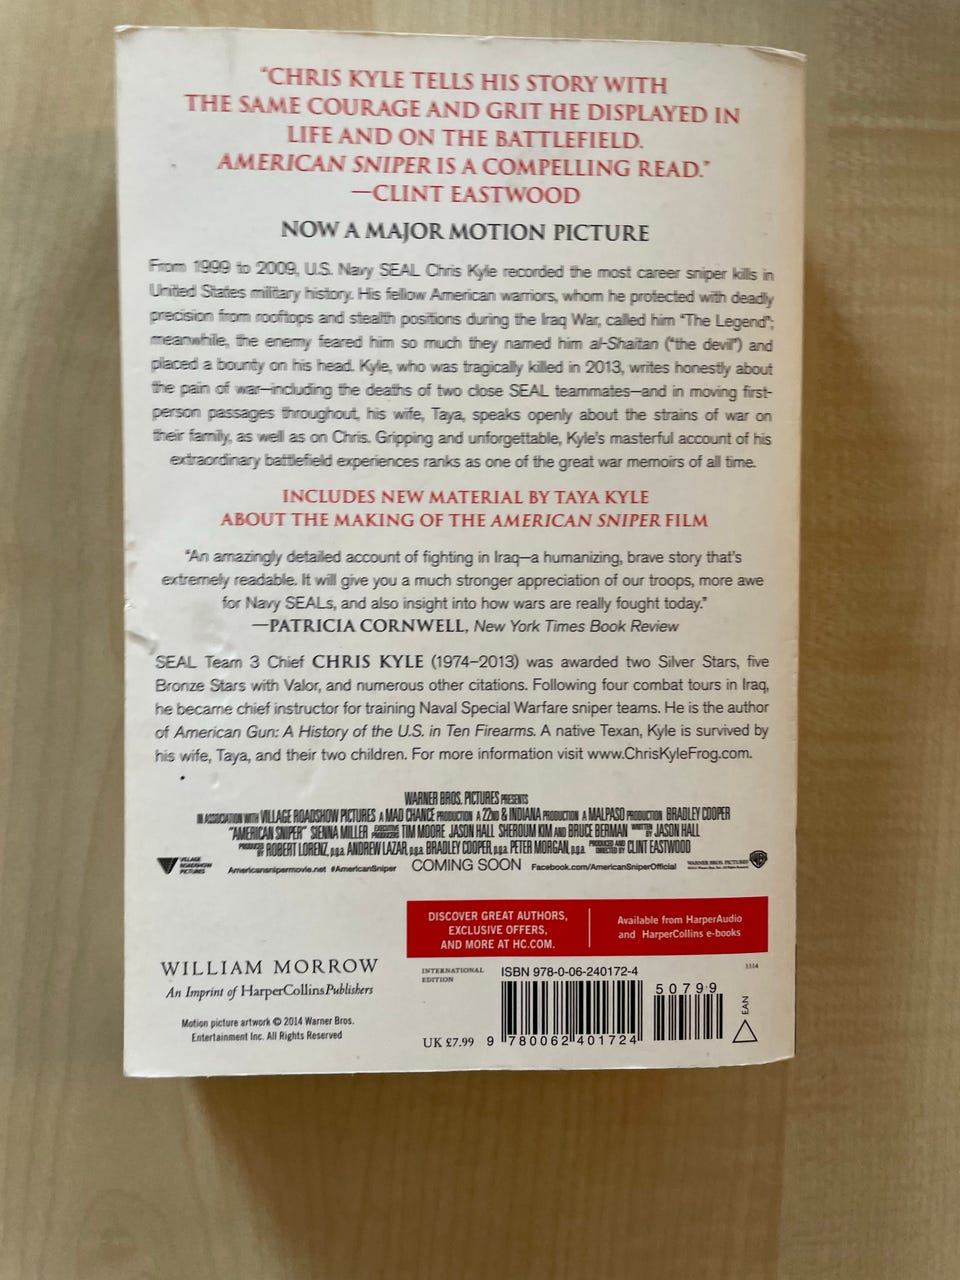 “CHRIS KYLE TELLS HIS STORY WITH
THE SAME COURAGE AND GRIT HE DISPLAYED IN
LIFE AND ON THE BATTLEFIELD.
AMERICAN SNIPER IS A COMPELLING READ.”
—CLINT EASTWOOD
NOW A MAJOR MOTION PICTURE
From 1999 to 2009, U.S. Navy SEAL Chris Kyle recorded the most career sniper kills in
United States military history. His fellow American warriors, whom he protected with deadly
precision from rooftops and stealth positions during the Iraq War, called him “The Legend”;
meanwhile, the enemy feared him so much they named him al-Shaitan (“the devil”) and
placed a bounty on his head. Kyle, who was tragically killed in 2013, writes honestly about
the pain of war—including the deaths of two close SEAL teammates—and in moving first-
person passages throughout, his wife, Taya, speaks openly about the strains of war on
their family, as well as on Chris. Gripping and unforgettable, Kyle’s masterful account of his
extraordinary battlefield experiences ranks as one of the great war memoirs of all time.
INCLUDES NEW MATERIAL BY TAYA KYLE
ABOUT THE MAKING OF THE AMERICAN SNIPER FILM
“An amazingly detailed account of fighting in Iraq—a humanizing, brave story that’s
extremely readable. It will give you a much stronger appreciation of our troops, more awe
for Navy SEALs, and also insight into how wars are really fought today.”
—PATRICIA CORNWELL, New York Times Book Review
SEAL Team 3 Chief CHRIS KYLE (1974–2013) was awarded two Silver Stars, five
Bronze Stars with Valor, and numerous other citations. Following four combat tours in Iraq,
he became chief instructor for training Naval Special Warfare sniper teams. He is the author
of American Gun: A History of the U.S. in Ten Firearms. A native Texan, Kyle is survived by
his wife, Taya, and their two children. For more information visit www.ChrisKyleFrog.com.
WARNER BROS. PICTURES PRESENTS
IN ASSOCIATION WITH VILLAGE ROADSHOW PICTURES A MAD CHANCE PRODUCTION A 22ND & INDIANA PRODUCTION A MALPASO PRODUCTION BRADLEY COOPER
“AMERICAN SNIPER” SIENNA MILLER EXECUTIVE PRODUCERS TIM MOORE JASON HALL SHEROUM KIM AND BRUCE BERMAN WRITTEN BY JASON HALL
PRODUCED BY ROBERT LORENZ, p.g.a. ANDREW LAZAR, p.g.a. BRADLEY COOPER, p.g.a. PETER MORGAN, p.g.a. PRODUCED AND DIRECTED BY CLINT EASTWOOD
VILLAGE ROADSHOW PICTURES
Americansnipermovie.net #AmericanSniper COMING SOON Facebook.com/AmericanSniperOfficial
WARNER BROS. PICTURES
DISCOVER GREAT AUTHORS,
EXCLUSIVE OFFERS,
AND MORE AT HC.COM.
Available from HarperAudio
and HarperCollins e-books
WILLIAM MORROW
An Imprint of HarperCollinsPublishers
Motion picture artwork © 2014 Warner Bros.
Entertainment Inc. All Rights Reserved
INTERNATIONAL
EDITION
UK £7.99
ISBN 978-0-06-240172-4
9 780062 401724
50799
1114
EAN